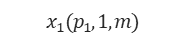 x₁(p₁, 1, m)